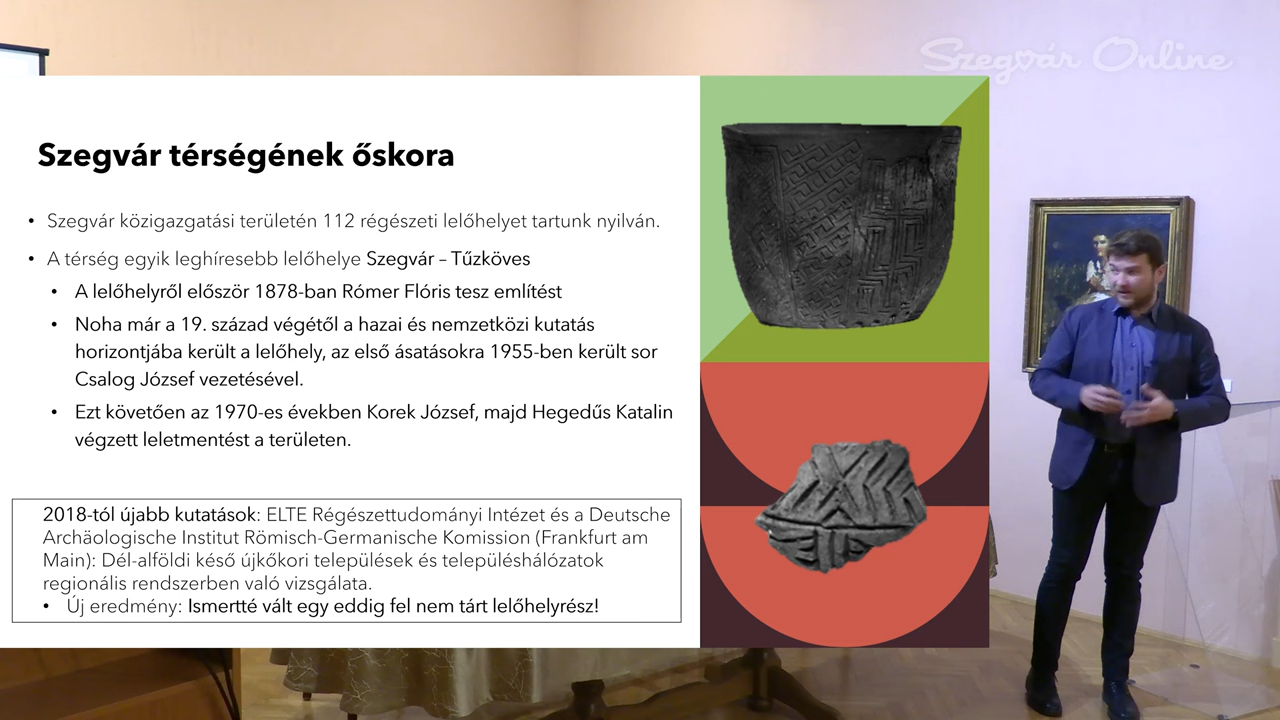 Szegvár Online
Szegvár térségének őskora
• Szegvár közigazgatási területén 112 régészeti lelőhelyet tartunk nyilván.
• A térség egyik leghíresebb lelőhelye Szegvár – Tűzköves
• A lelőhelyről először 1878-ban Rómer Flóris tesz említést
• Noha már a 19. század végétől a hazai és nemzetközi kutatás
horizontjába került a lelőhely, az első ásatásokra 1955-ben került sor
Csalog József vezetésével.
• Ezt követően az 1970-es években Korek József, majd Hegedűs Katalin
végzett leletmentést a területen.
2018-tól újabb kutatások: ELTE Régészettudományi Intézet és a Deutsche
Archäologische Institut Römisch-Germanische Komission (Frankfurt am
Main): Dél-alföldi késő újkőkori települések és településhálózatok
regionális rendszerben való vizsgálata.
• Új eredmény: Ismertté vált egy eddig fel nem tárt lelőhelyrész!